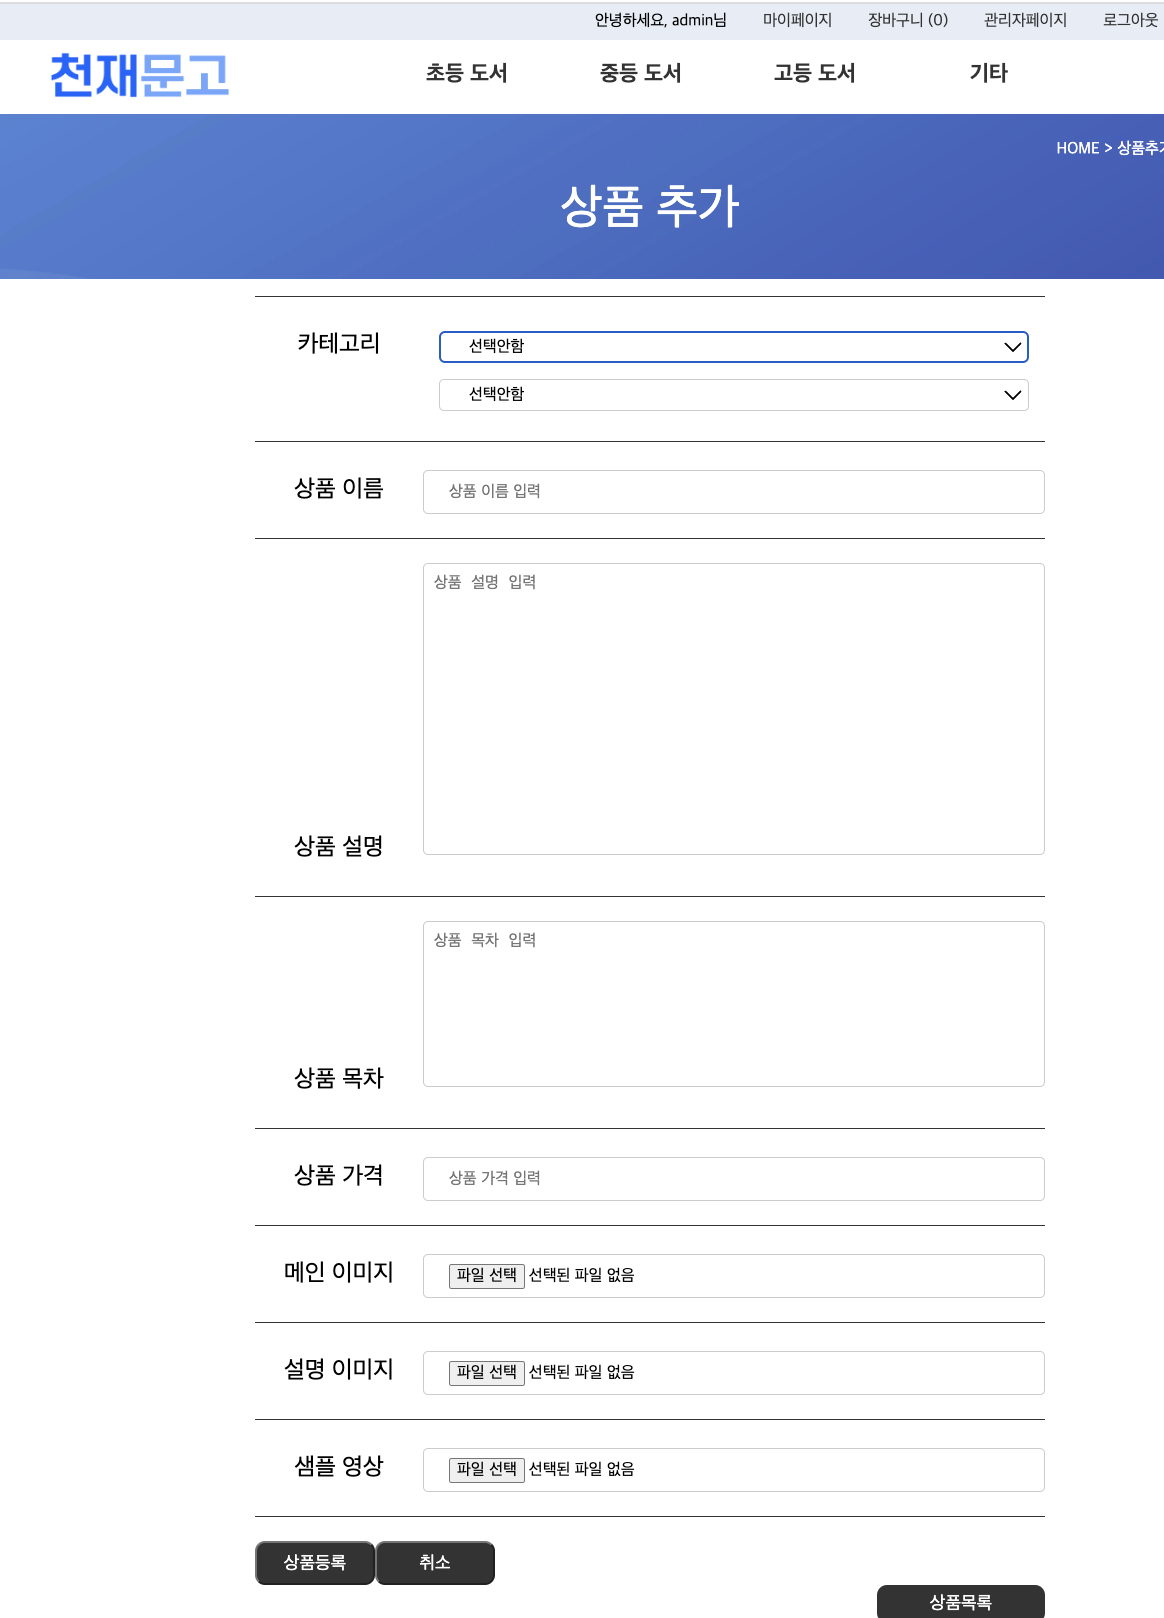 안녕하세요, admin님 마이페이지 장바구니 (0) 관리자페이지 로그아웃
천재문고 초등 도서 중등 도서 고등 도서 기타
HOME > 상품추가
상품 추가
카테고리 선택안함
선택안함
상품 이름 상품 이름 입력
상품 설명 입력
상품 설명
상품 목차 입력
상품 목차
상품 가격 상품 가격 입력
메인 이미지 파일 선택 선택된 파일 없음
설명 이미지 파일 선택 선택된 파일 없음
샘플 영상 파일 선택 선택된 파일 없음
상품등록 취소
상품목록